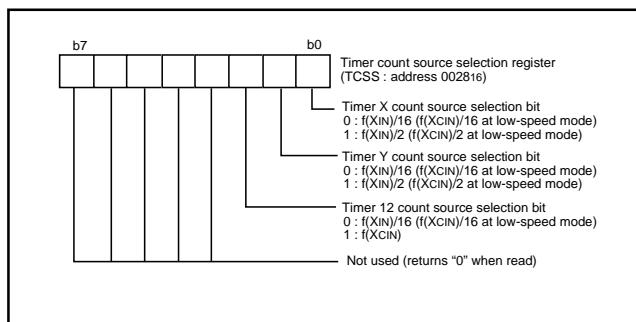 b7
b0
Timer count source selection register
(TCSS : address 002816)
Timer X count source selection bit
0 : f(XIN)/16 (f(XCIN)/16 at low-speed mode)
1 : f(XIN)/2 (f(XCIN)/2 at low-speed mode)
Timer Y count source selection bit
0 : f(XIN)/16 (f(XCIN)/16 at low-speed mode)
1 : f(XIN)/2 (f(XCIN)/2 at low-speed mode)
Timer 12 count source selection bit
0 : f(XIN)/16 (f(XCIN)/16 at low-speed mode)
1 : f(XCIN)
Not used (returns “0” when read)